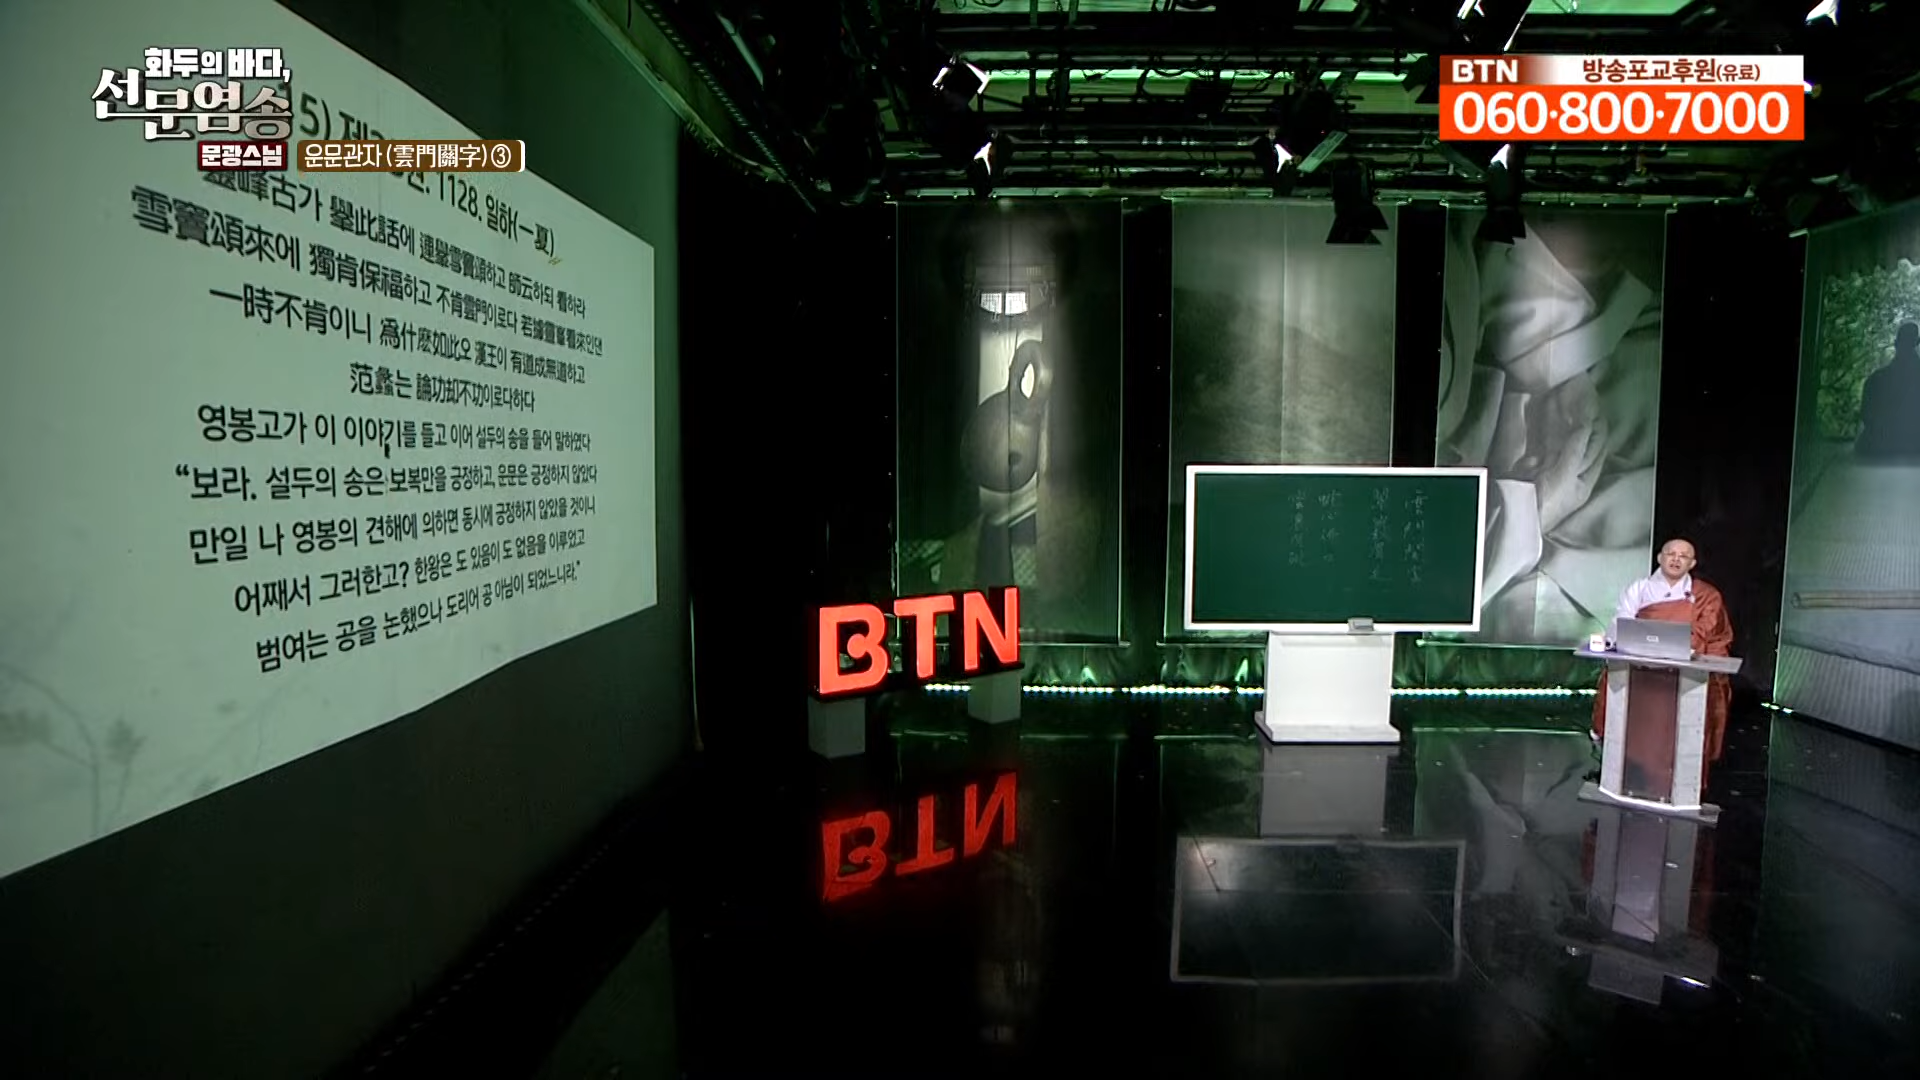 화두의 바다,
선문염송
문광스님
운문관자(雲門關字)③
BTN 방송포교후원(유료)
060·800·7000
5)
1128. 일하(一夏)
靈峰古가 擧此話에 連擧雪竇頌하고 師云하되 看하라
雪竇頌來에 獨肯保福하고 不肯雲門이로다 若據靈峯看來인댄
一時不肯이니 爲什麽如此오 漢王이 有道成無道하고
范蠡는 論功却不功이로다하다
영봉고가 이 이야기를 들고 이어 설두의 송을 들어 말하였다
“보라. 설두의 송은 보복만을 긍정하고, 운문은 긍정하지 않았다
만일 나 영봉의 견해에 의하면 동시에 긍정하지 않았을 것이니
어째서 그러한고? 한왕은 도 있음이 도 없음을 이루었고
범여는 공을 논했으나 도리어 공 아님이 되었느니라.”
BTN